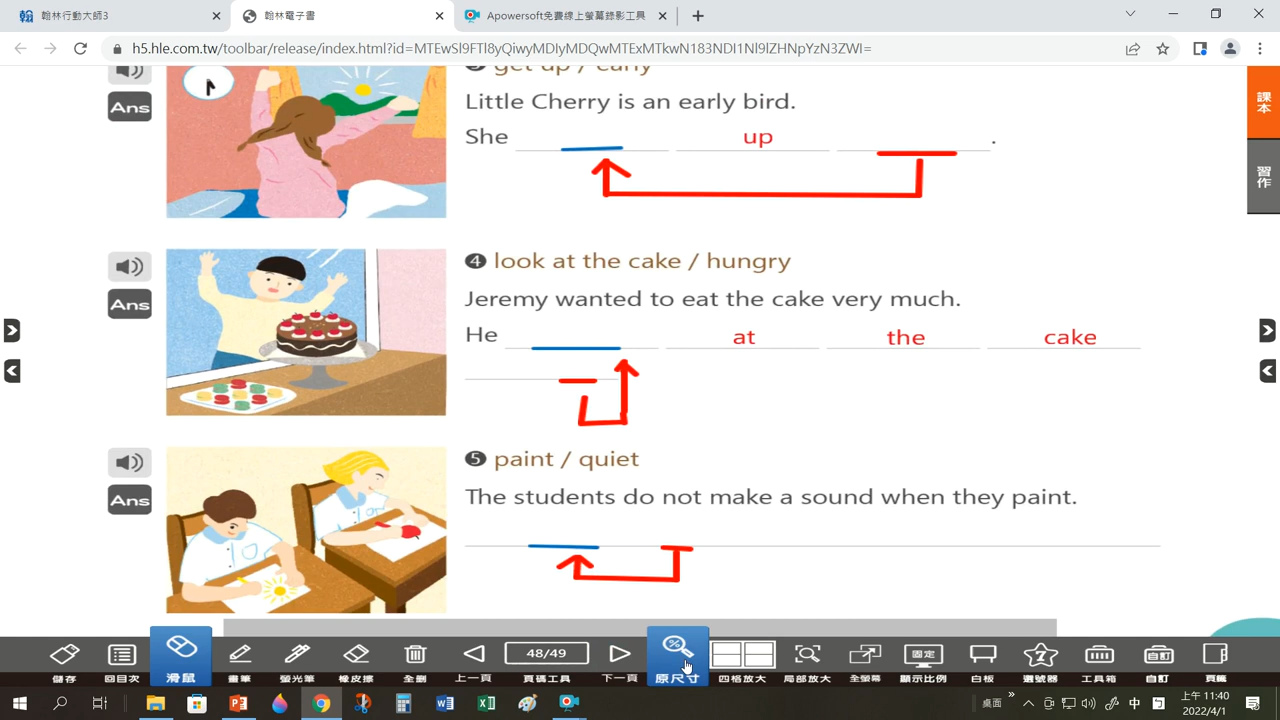 翰林行動大師3
翰林電子書
Apowersoft免費線上螢幕錄影工具
h5.hle.com.tw/toolbar/release/index.html?id=MTEwSl9FTl8yQiwyMDIyMDQwMTExMTkwN183NDI1Nl9lZHNpYzN3ZWI=
get up / early
Ans
Little Cherry is an early bird.
She up .
課本
習作
4 look at the cake / hungry
Ans
Jeremy wanted to eat the cake very much.
He at the cake
5 paint / quiet
Ans
The students do not make a sound when they paint.
48/49
儲存 回目次 滑鼠 畫筆 螢光筆 橡皮擦 全刪 上一頁 頁碼工具 下一頁 原尺寸 四格放大 局部放大 全螢幕 固定 顯示比例 白板 選號器 工具箱 自訂 自訂 頁籤
桌面 中 上午 11:40
2022/4/1